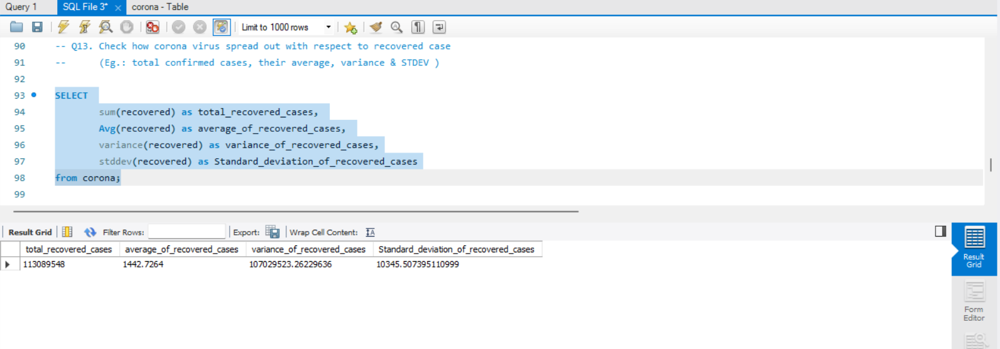 Query 1 SQL File 3* × corona - Table
Limit to 1000 rows
90 -- Q13. Check how corona virus spread out with respect to recovered case
91 -- (Eg.: total confirmed cases, their average, variance & STDEV )
92
93 SELECT
94 sum(recovered) as total_recovered_cases,
95 Avg(recovered) as average_of_recovered_cases,
96 variance(recovered) as variance_of_recovered_cases,
97 stddev(recovered) as Standard_deviation_of_recovered_cases
98 from corona;
99
Result Grid Filter Rows: Export: Wrap Cell Content: IA
total_recovered_cases average_of_recovered_cases variance_of_recovered_cases Standard_deviation_of_recovered_cases
113089548 1442.7264 107029523.26229636 10345.507395110999
Result
Grid
Form
Editor